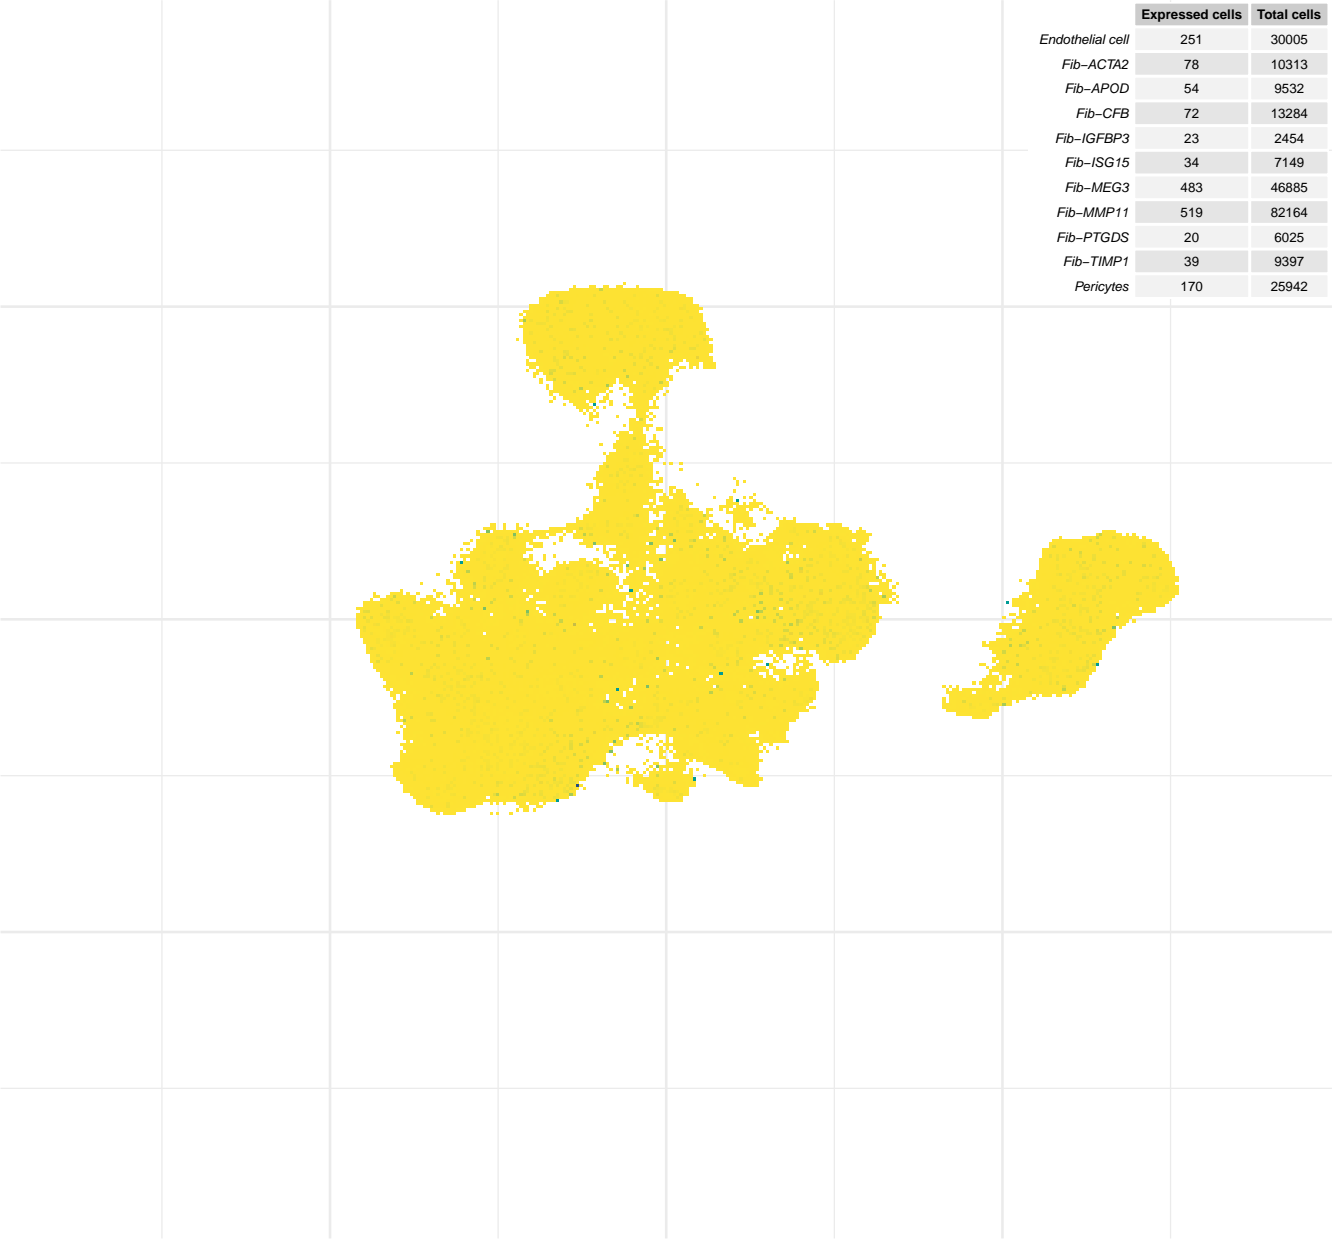 Expressed cells Total cells
Endothelial cell 251 30005
Fib−ACTA2 78 10313
Fib−APOD 54 9532
Fib−CFB 72 13284
Fib−IGFBP3 23 2454
Fib−ISG15 34 7149
Fib−MEG3 483 46885
Fib−MMP11 519 82164
Fib−PTGDS 20 6025
Fib−TIMP1 39 9397
Pericytes 170 25942